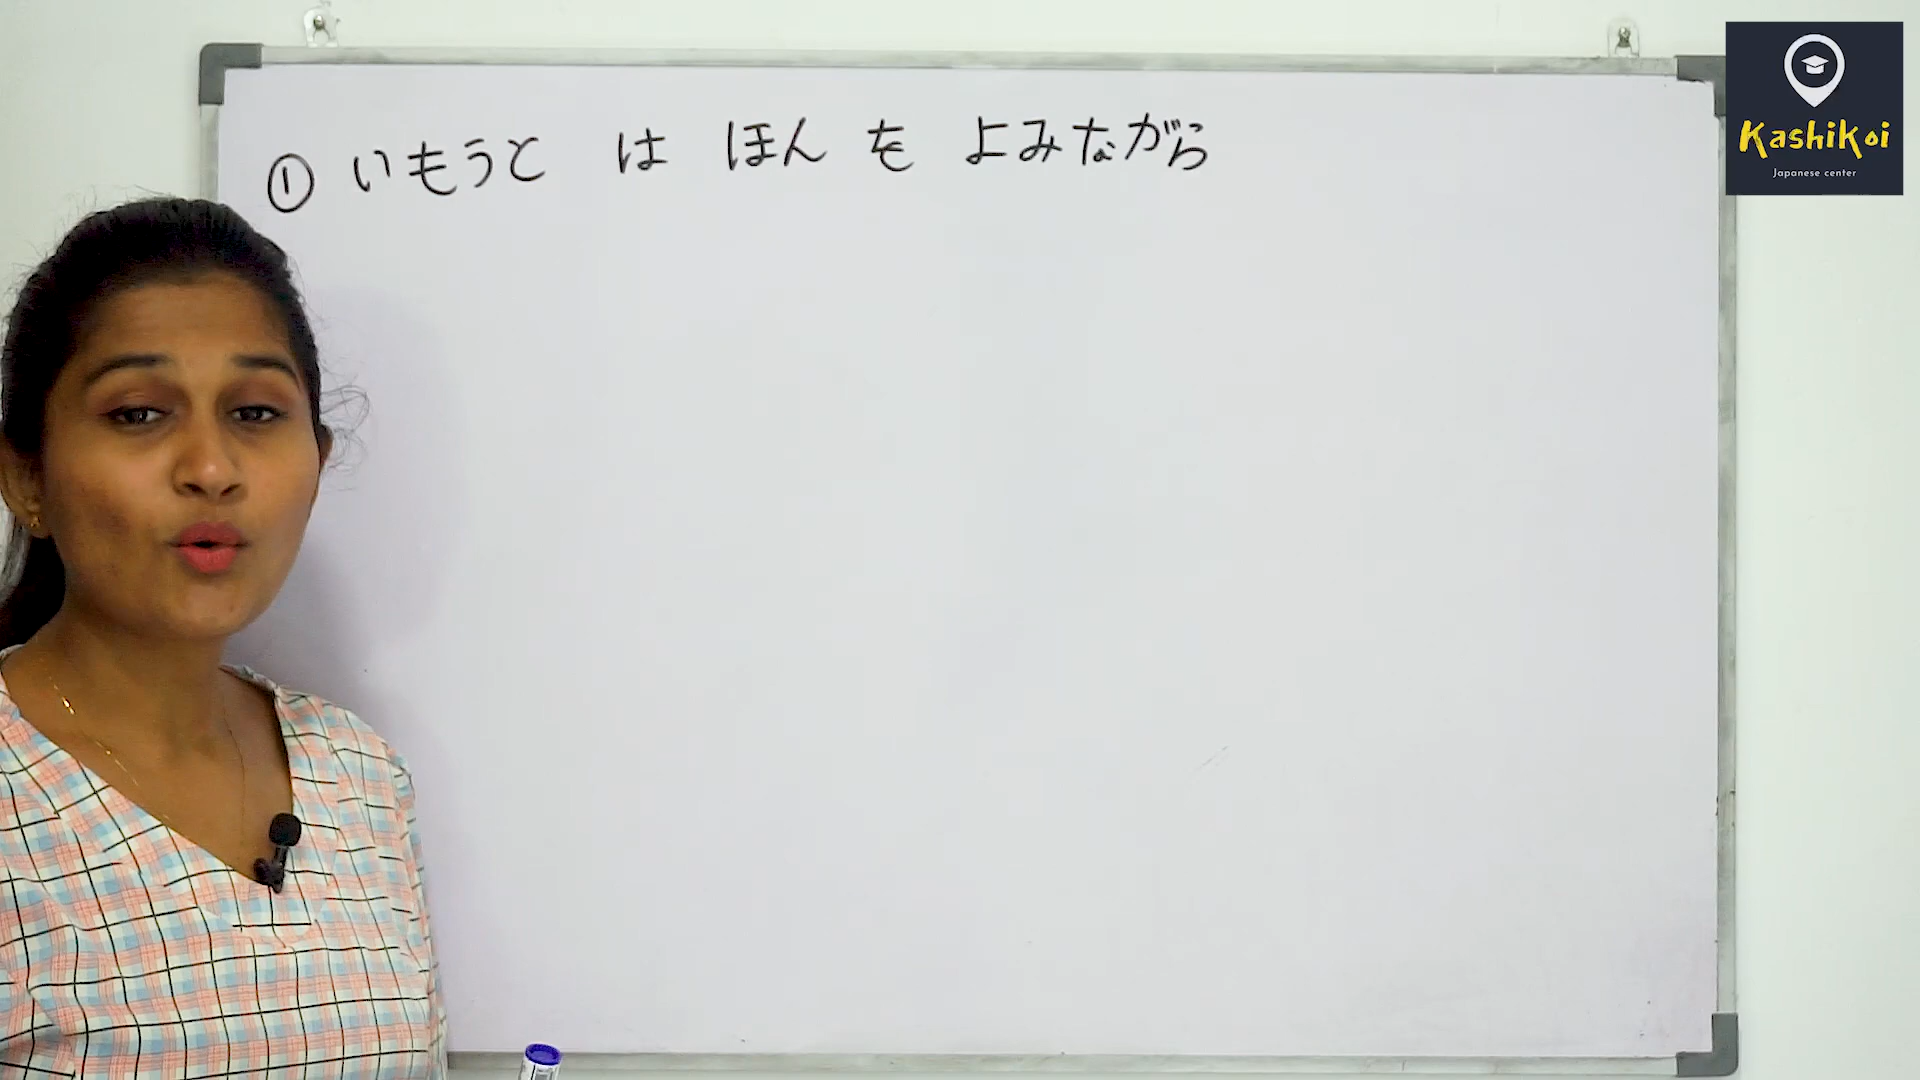 ① いもうと は ほん を よみながら
Kashikoi
Japanese center